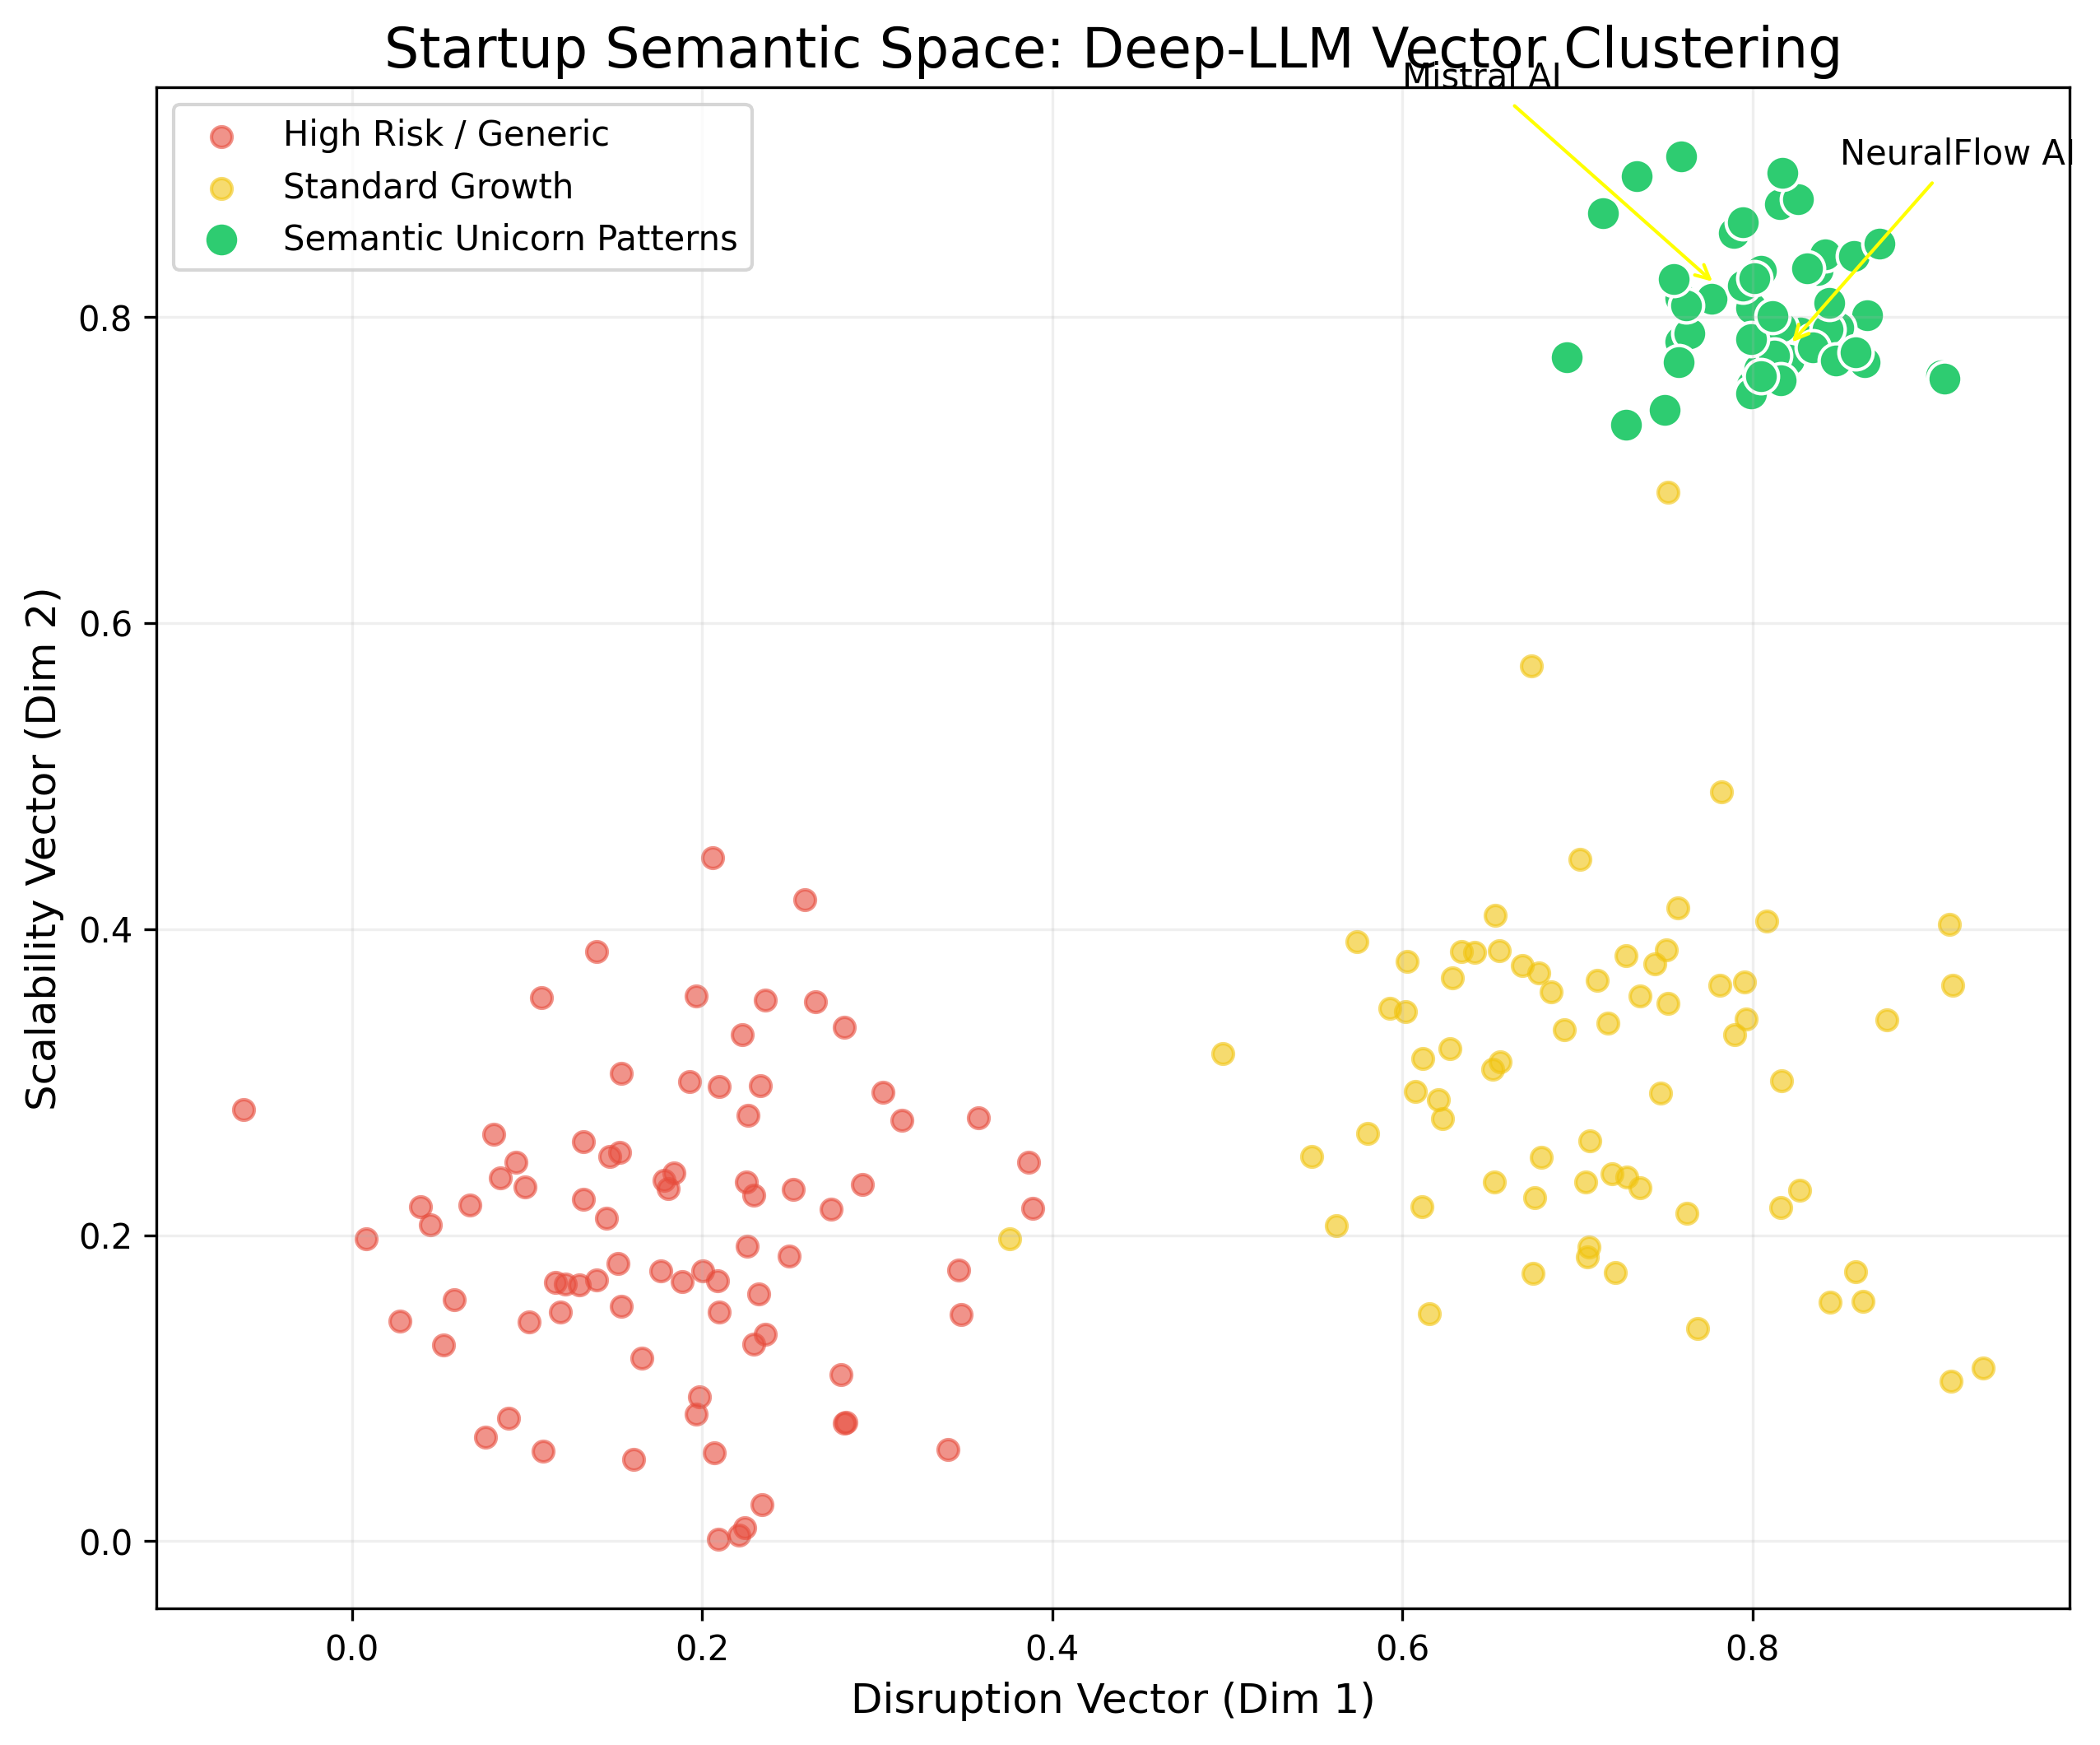 Startup Semantic Space: Deep-LLM Vector Clustering
Mistral AI
NeuralFlow AI
High Risk / Generic
Standard Growth
Semantic Unicorn Patterns
Scalability Vector (Dim 2)
0.8
0.6
0.4
0.2
0.0
0.0
0.2
0.4
0.6
0.8
Disruption Vector (Dim 1)